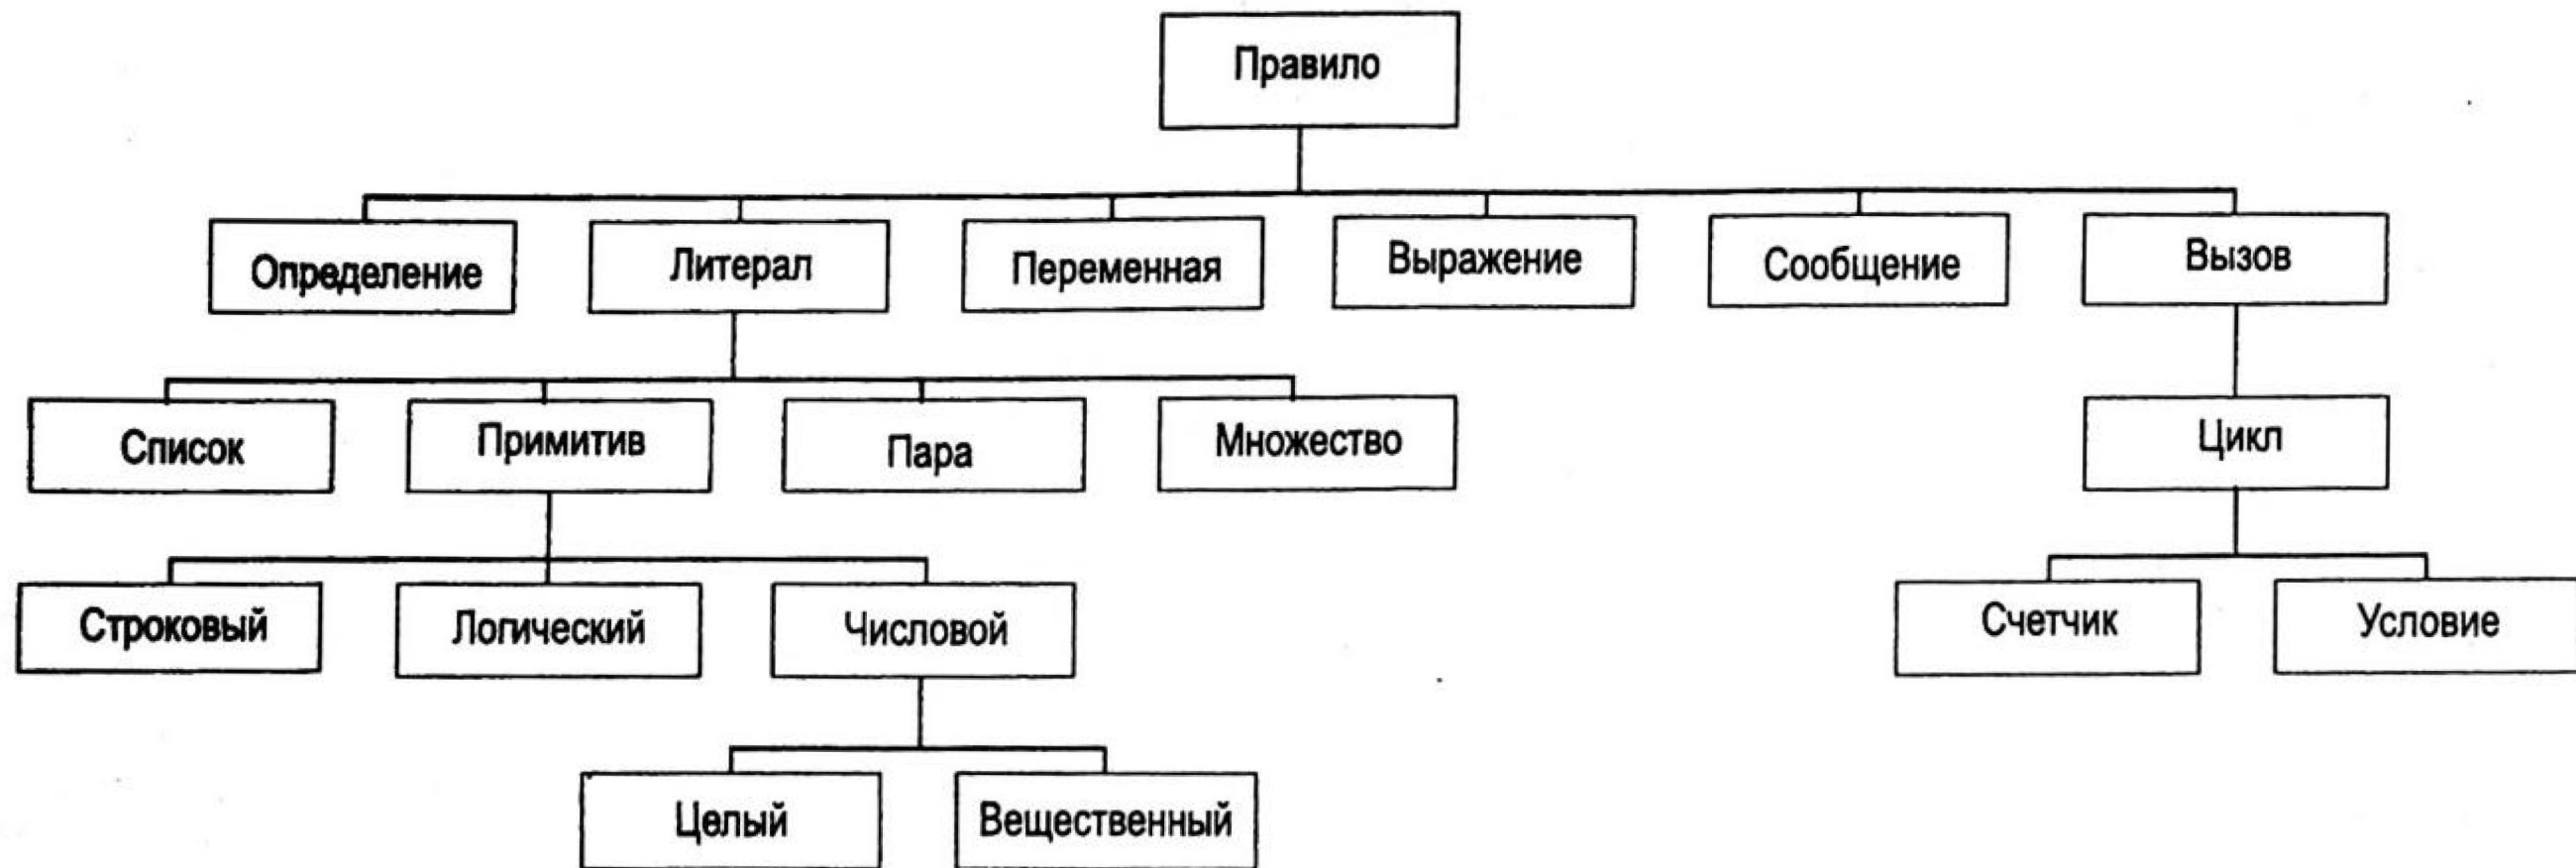 Правило
Определение
Литерал
Переменная
Выражение
Сообщение
Вызов
Список
Примитив
Пара
Множество
Цикл
Строковый
Логический
Числовой
Счетчик
Условие
Целый
Вещественный